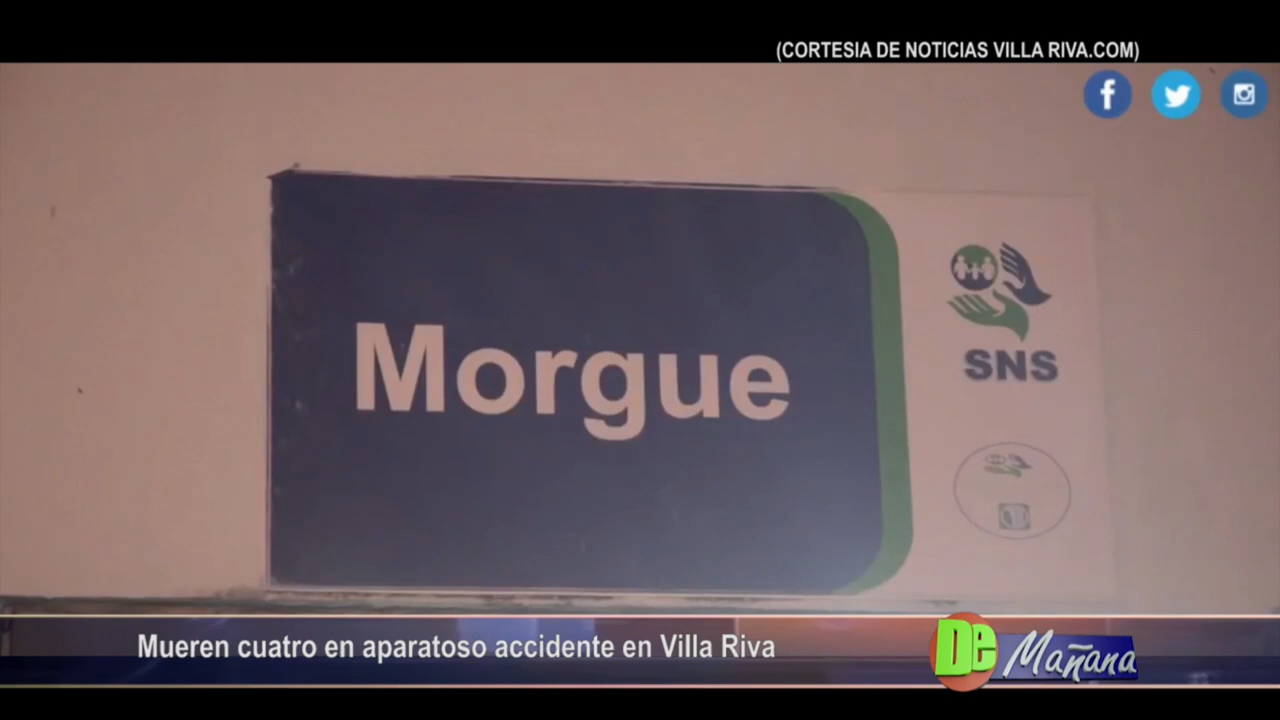 (CORTESIA DE NOTICIAS VILLA RIVA.COM)
Morgue
SNS
Mueren cuatro en aparatoso accidente en Villa Riva
De Mañana